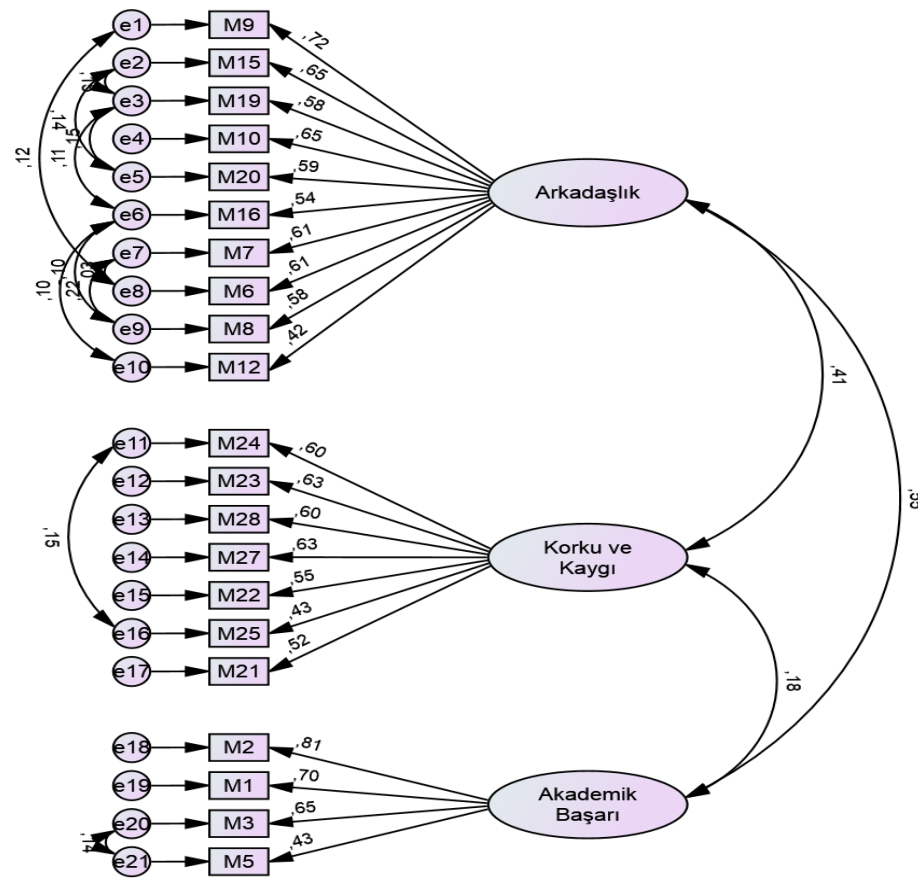 e1 M9 ,72
e2 M15 ,65
e3 M19 ,58
e4 M10 ,65
e5 M20 ,59
e6 M16 ,54
e7 M7 ,61
e8 M6 ,61
e9 M8 ,58
e10 M12 ,42
,12
,14
,11
,15
,10
,22
,10
,03
Arkadaşlık
,41
e11 M24 ,60
e12 M23 ,63
e13 M28 ,60
e14 M27 ,63
e15 M22 ,55
e16 M25 ,43
e17 M21 ,52
,15
Korku ve
Kaygı
,18
e18 M2 ,81
e19 M1 ,70
e20 M3 ,65
e21 M5 ,43
Akademik
Başarı